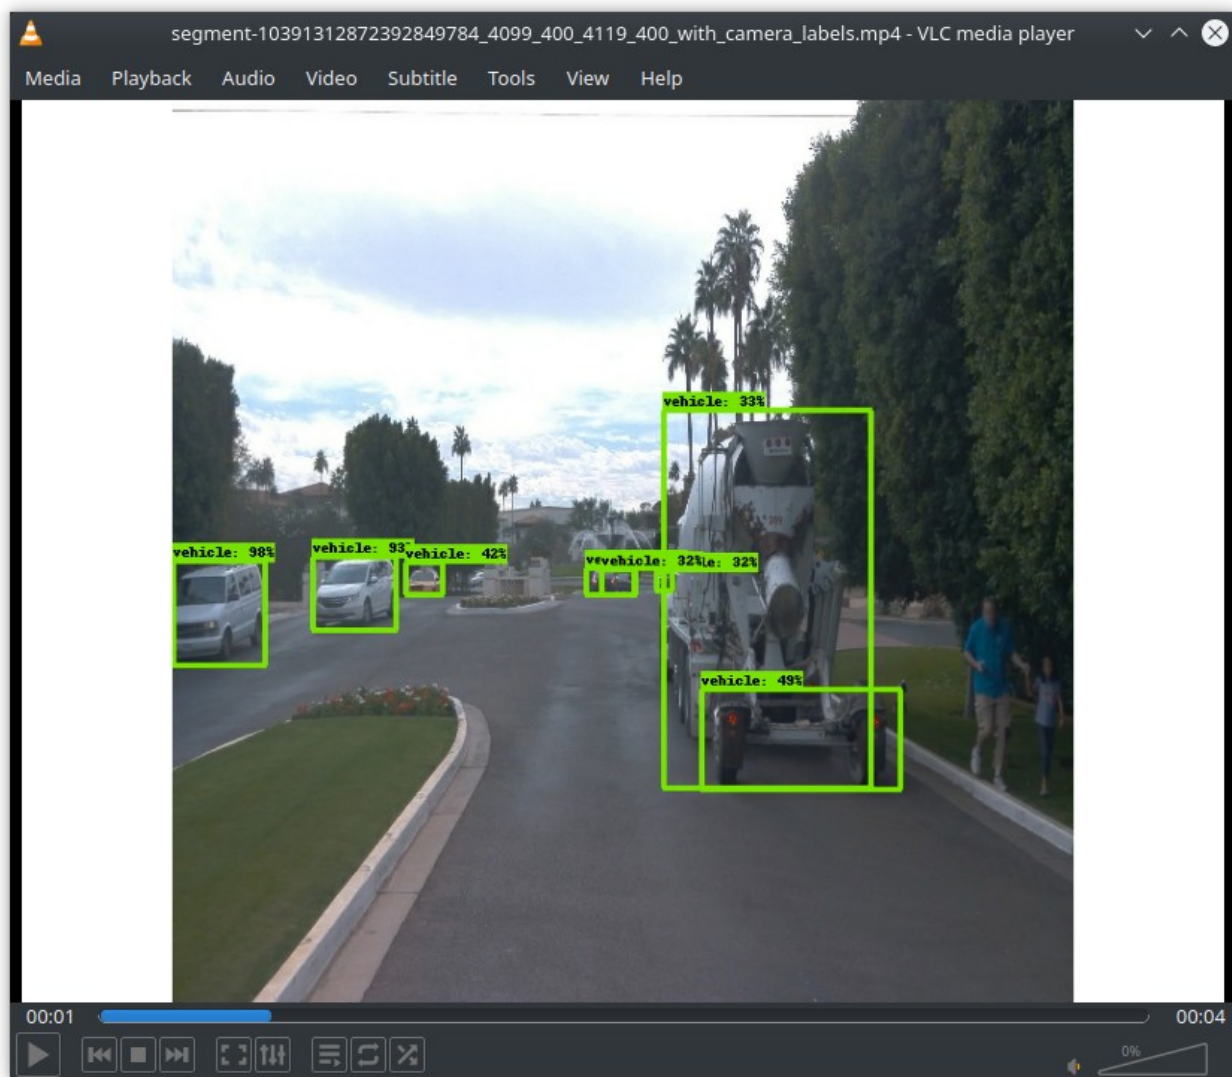 segment-10391312872392849784_4099_400_4119_400_with_camera_labels.mp4 - VLC media player
Media Playback Audio Video Subtitle Tools View Help
vehicle: 33%
vehicle: 98%
vehicle: 93%
vehicle: 42%
vehicle: 32%
le: 32%
vehicle: 49%
00:01
00:04
0%